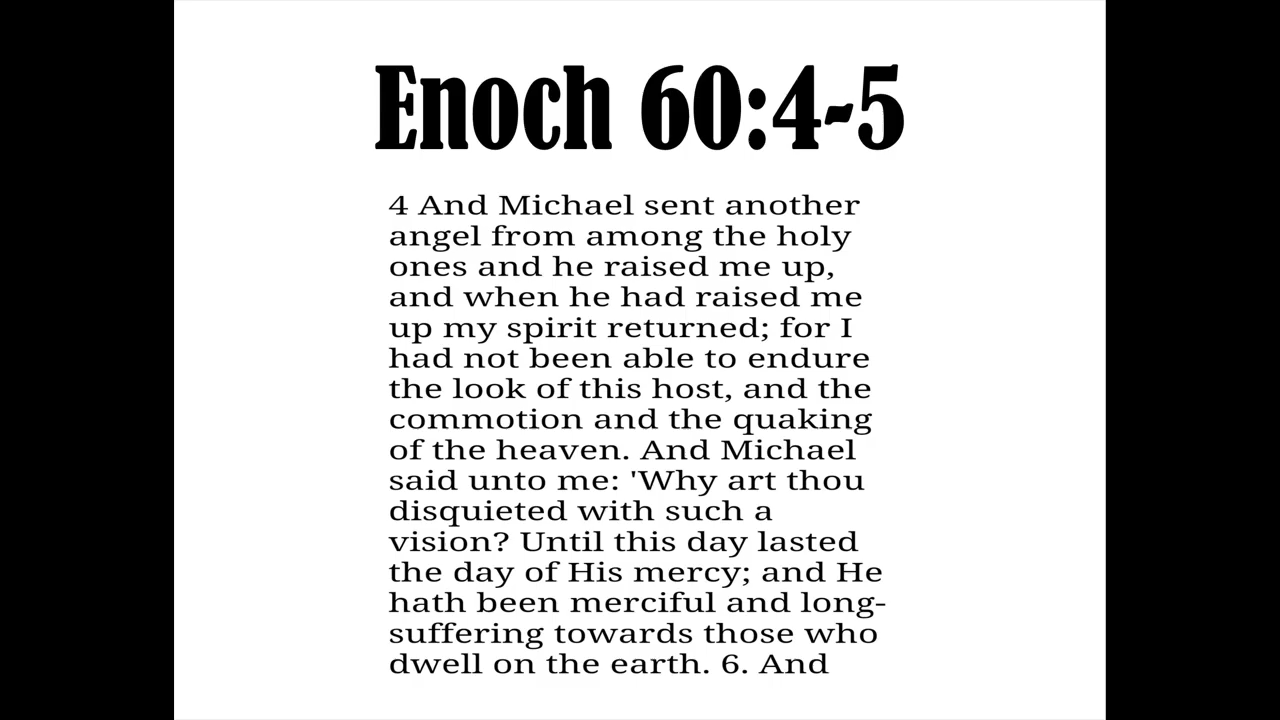 Enoch 60:4-5
4 And Michael sent another
angel from among the holy
ones and he raised me up,
and when he had raised me
up my spirit returned; for I
had not been able to endure
the look of this host, and the
commotion and the quaking
of the heaven. And Michael
said unto me: 'Why art thou
disquieted with such a
vision? Until this day lasted
the day of His mercy; and He
hath been merciful and long-
suffering towards those who
dwell on the earth. 6. And